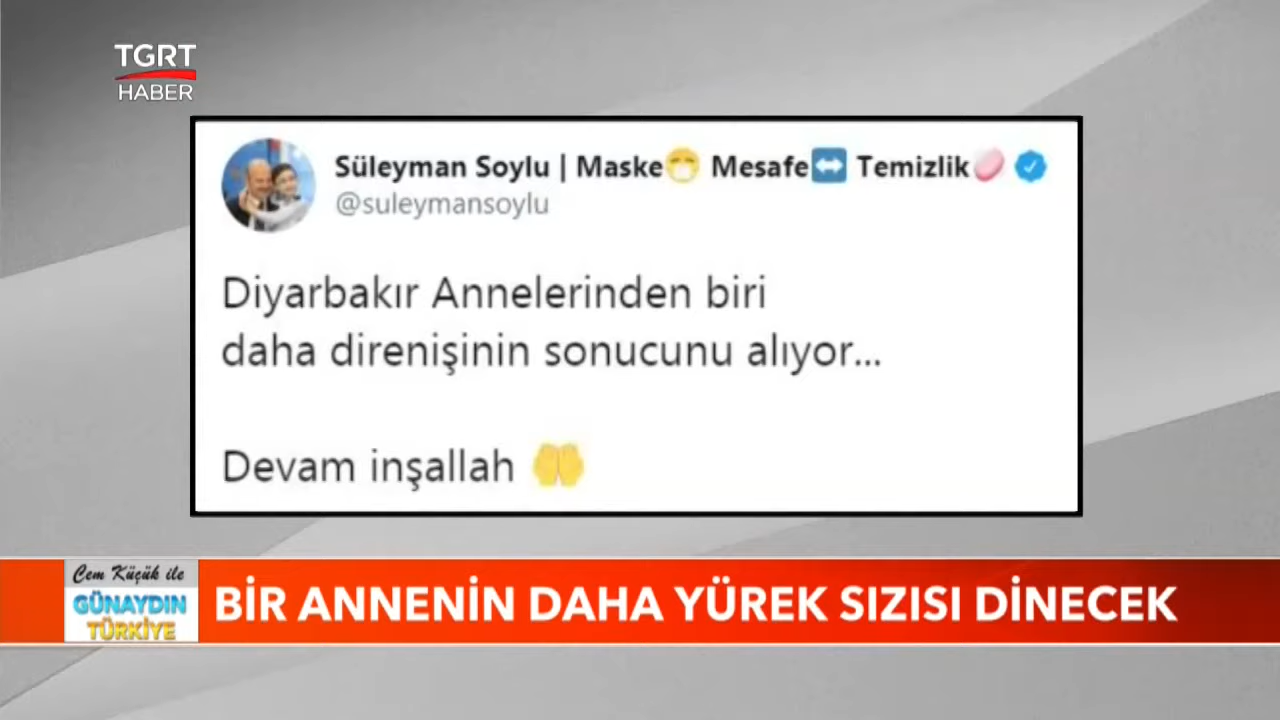 TGRT
HABER
Süleyman Soylu | Maske😷 Mesafe↔️ Temizlik🧼
@suleymansoylu
Diyarbakır Annelerinden biri
daha direnişinin sonucunu alıyor...
Devam inşallah 🤲
Cem Küçük ile
GÜNAYDIN
TÜRKİYE
BİR ANNENİN DAHA YÜREK SIZISI DİNECEK